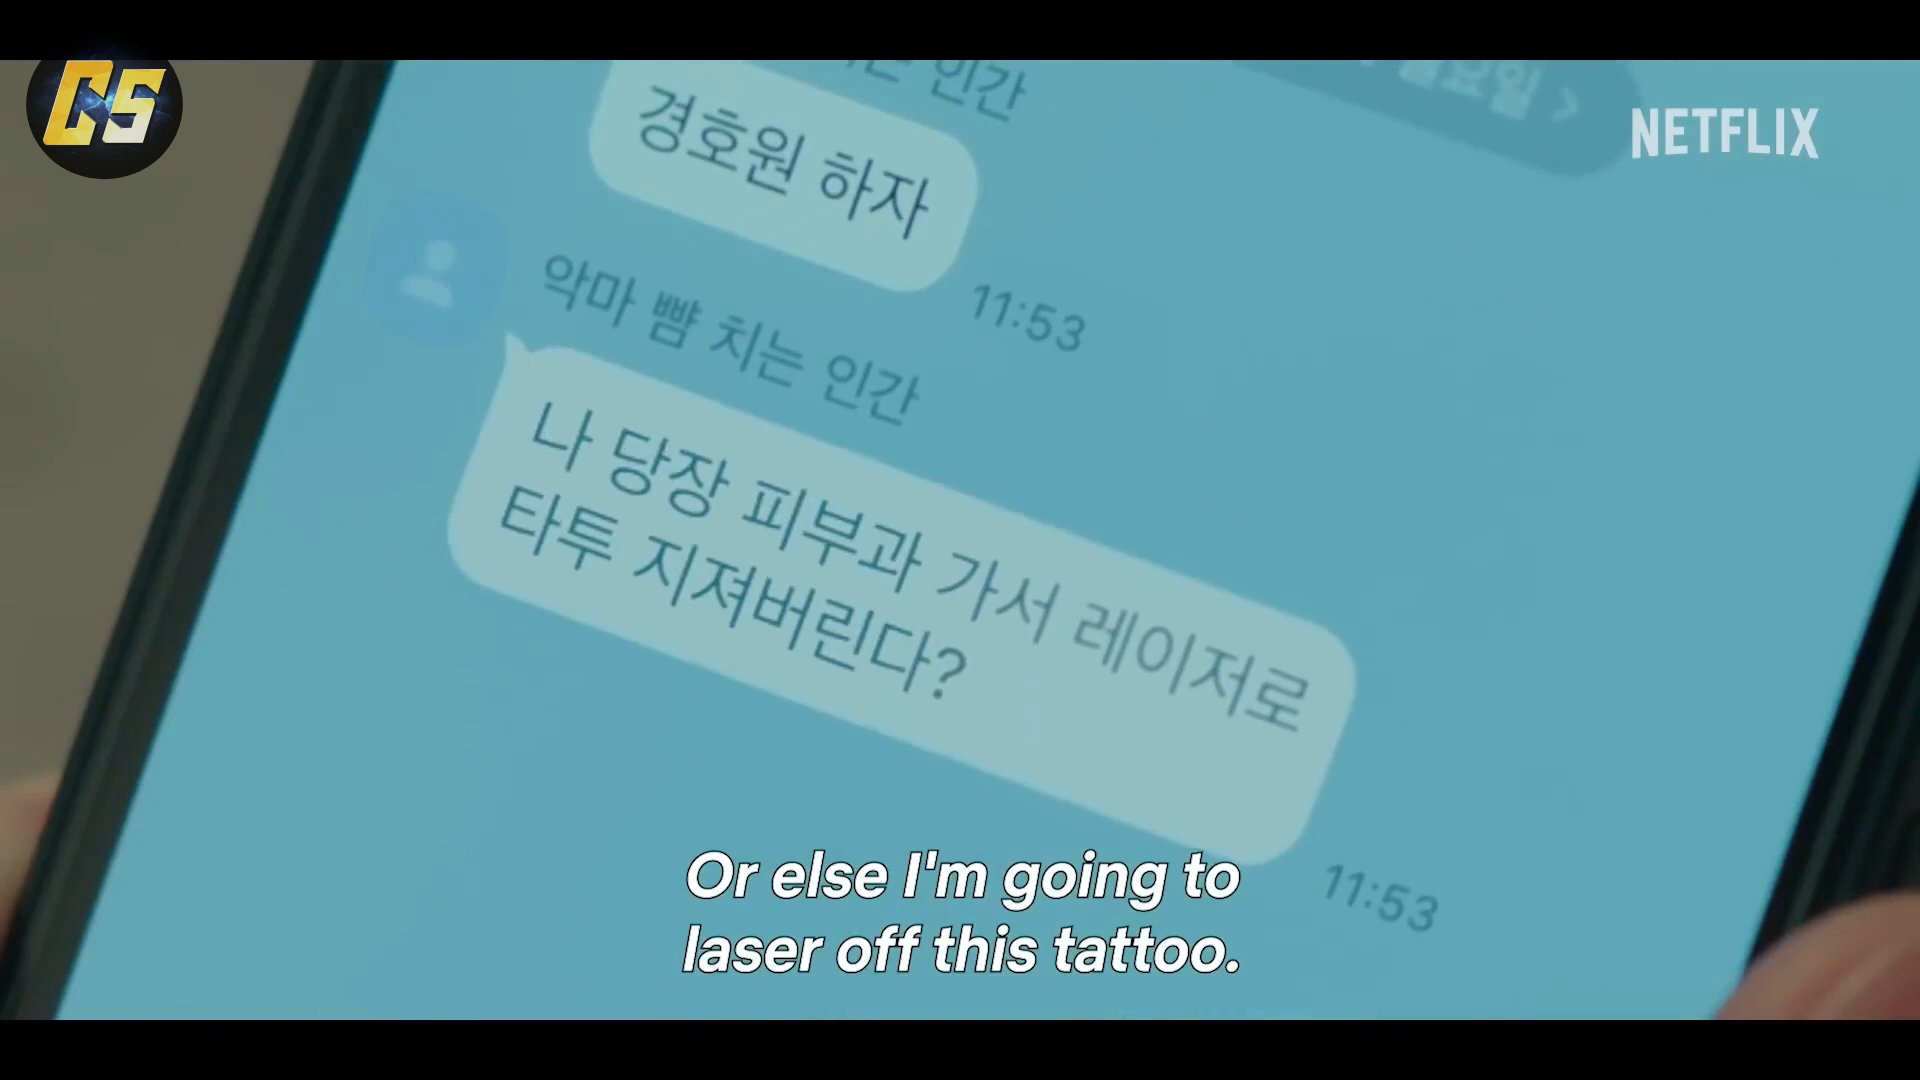 CS
인간
NETFLIX
경호원 하자
11:53
악마 뺨 치는 인간
나 당장 피부과 가서 레이저로
타투 지져버린다?
11:53
Or else I'm going to
laser off this tattoo.